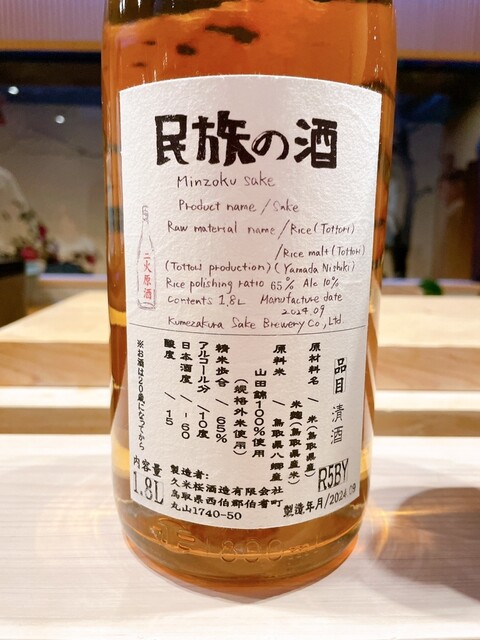 民族の酒
Minzoku sake
Product name / Sake
Raw material name / Rice (Tottori)
/ Rice malt (Tottori)
(Tottori production) (Yamada Nishiki)
Rice polishing ratio 65% Alc 10%
Contents 1.8L Manufacture date
2024.09
Kumezakura Sake Brewery Co., Ltd.
二火原酒
品目 清酒
原材料名 / 米(鳥取県産)
米麹(鳥取県産米)
原料米 / 鳥取県八郷産
山田錦100%使用
(規格外米使用)
精米歩合 / 65%
アルコール分 / 10度
日本酒度 / -60
酸度 / 15
※お酒は20歳になってから
内容量
1.8L
製造者:
久米桜酒造有限会社
鳥取県西伯郡伯耆町
丸山1740-50
R5BY
製造年月 / 2024.09